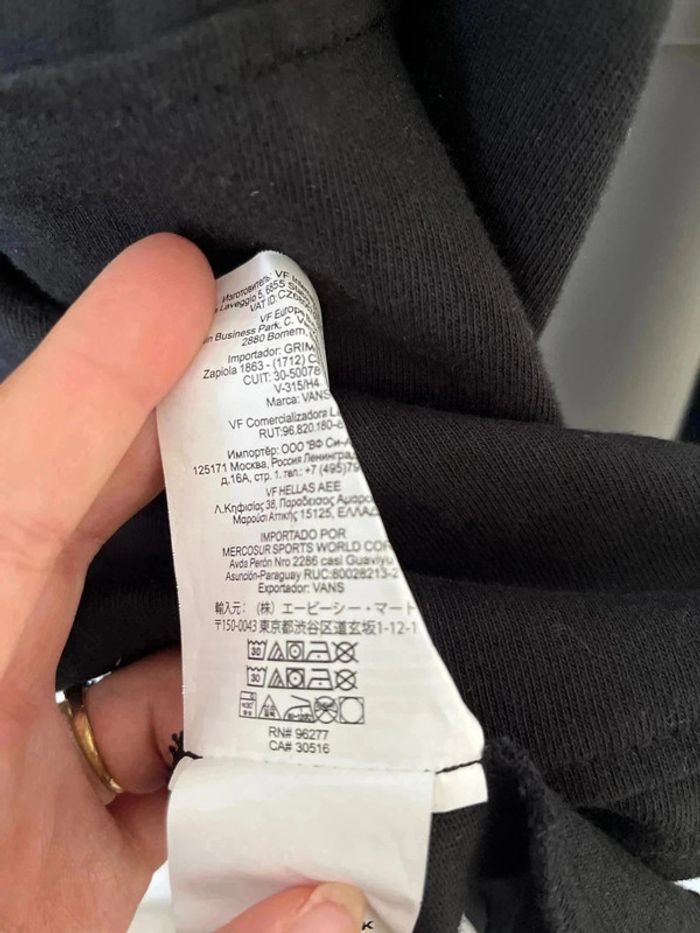 Изготовитель: VF
Laveggio 5, 6855
VAT ID:
VF Europe
Business Park, C.
2880 Bornem,
Importador: GRIM
Zapiola 1863 - (1712) C
CUIT: 30-50078
V-315/H4
Marca: VANS
VF Comercializadora
RUT:96.820.180-
Импортёр: ООО "ВФ Си-
125171 Москва, Россия Ленингра
д.16А, стр. 1. тел.: +7 (495)79
VF HELLAS AEE
Λ.Κηφισίας 38, Παράδεισος Αμαρο
Μαρούσι Αττικής 15125, ΕΛΛΑΔ
IMPORTADO POR
MERCOSUR SPORTS WORLD COR
Avda Perón Nro 2286 casi Guaviyu
Asunción-Paraguay RUC:80028213-2
Exportador: VANS
輸入元: (株) エービーシー・マート
〒150-0043 東京都渋谷区道玄坂1-12-1
30
30
RN# 96277
CA# 30516
K